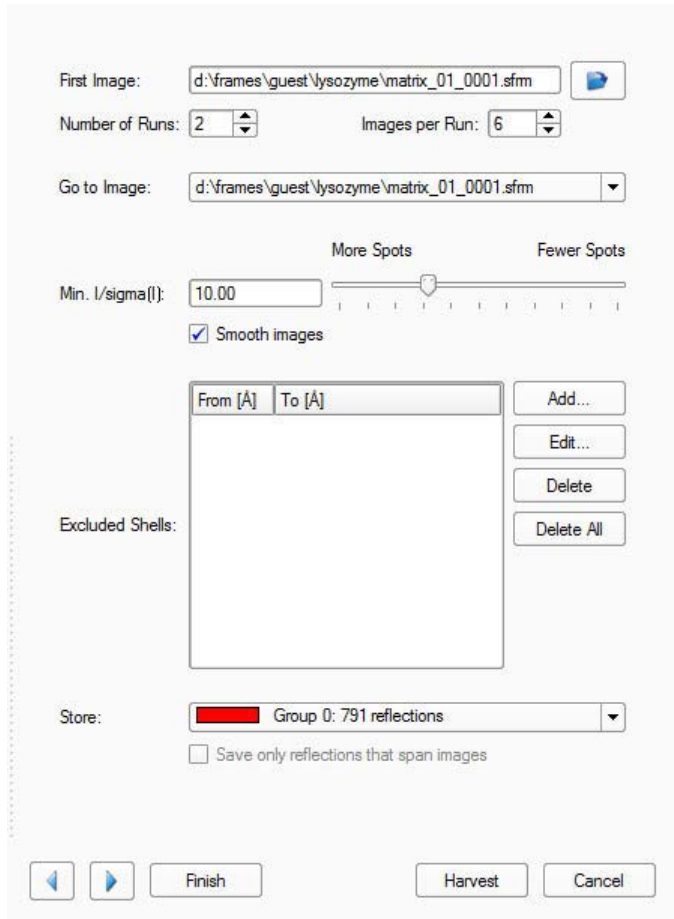 First Image: d:\frames\guest\lysozyme\matrix_01_0001.sfrm
Number of Runs: 2 Images per Run: 6
Go to Image: d:\frames\guest\lysozyme\matrix_01_0001.sfrm
More Spots Fewer Spots
Min. I/sigma(I): 10.00
Smooth images
From [Å] To [Å] Add...
Edit...
Delete
Excluded Shells: Delete All
Store: Group 0: 791 reflections
Save only reflections that span images
Finish Harvest Cancel